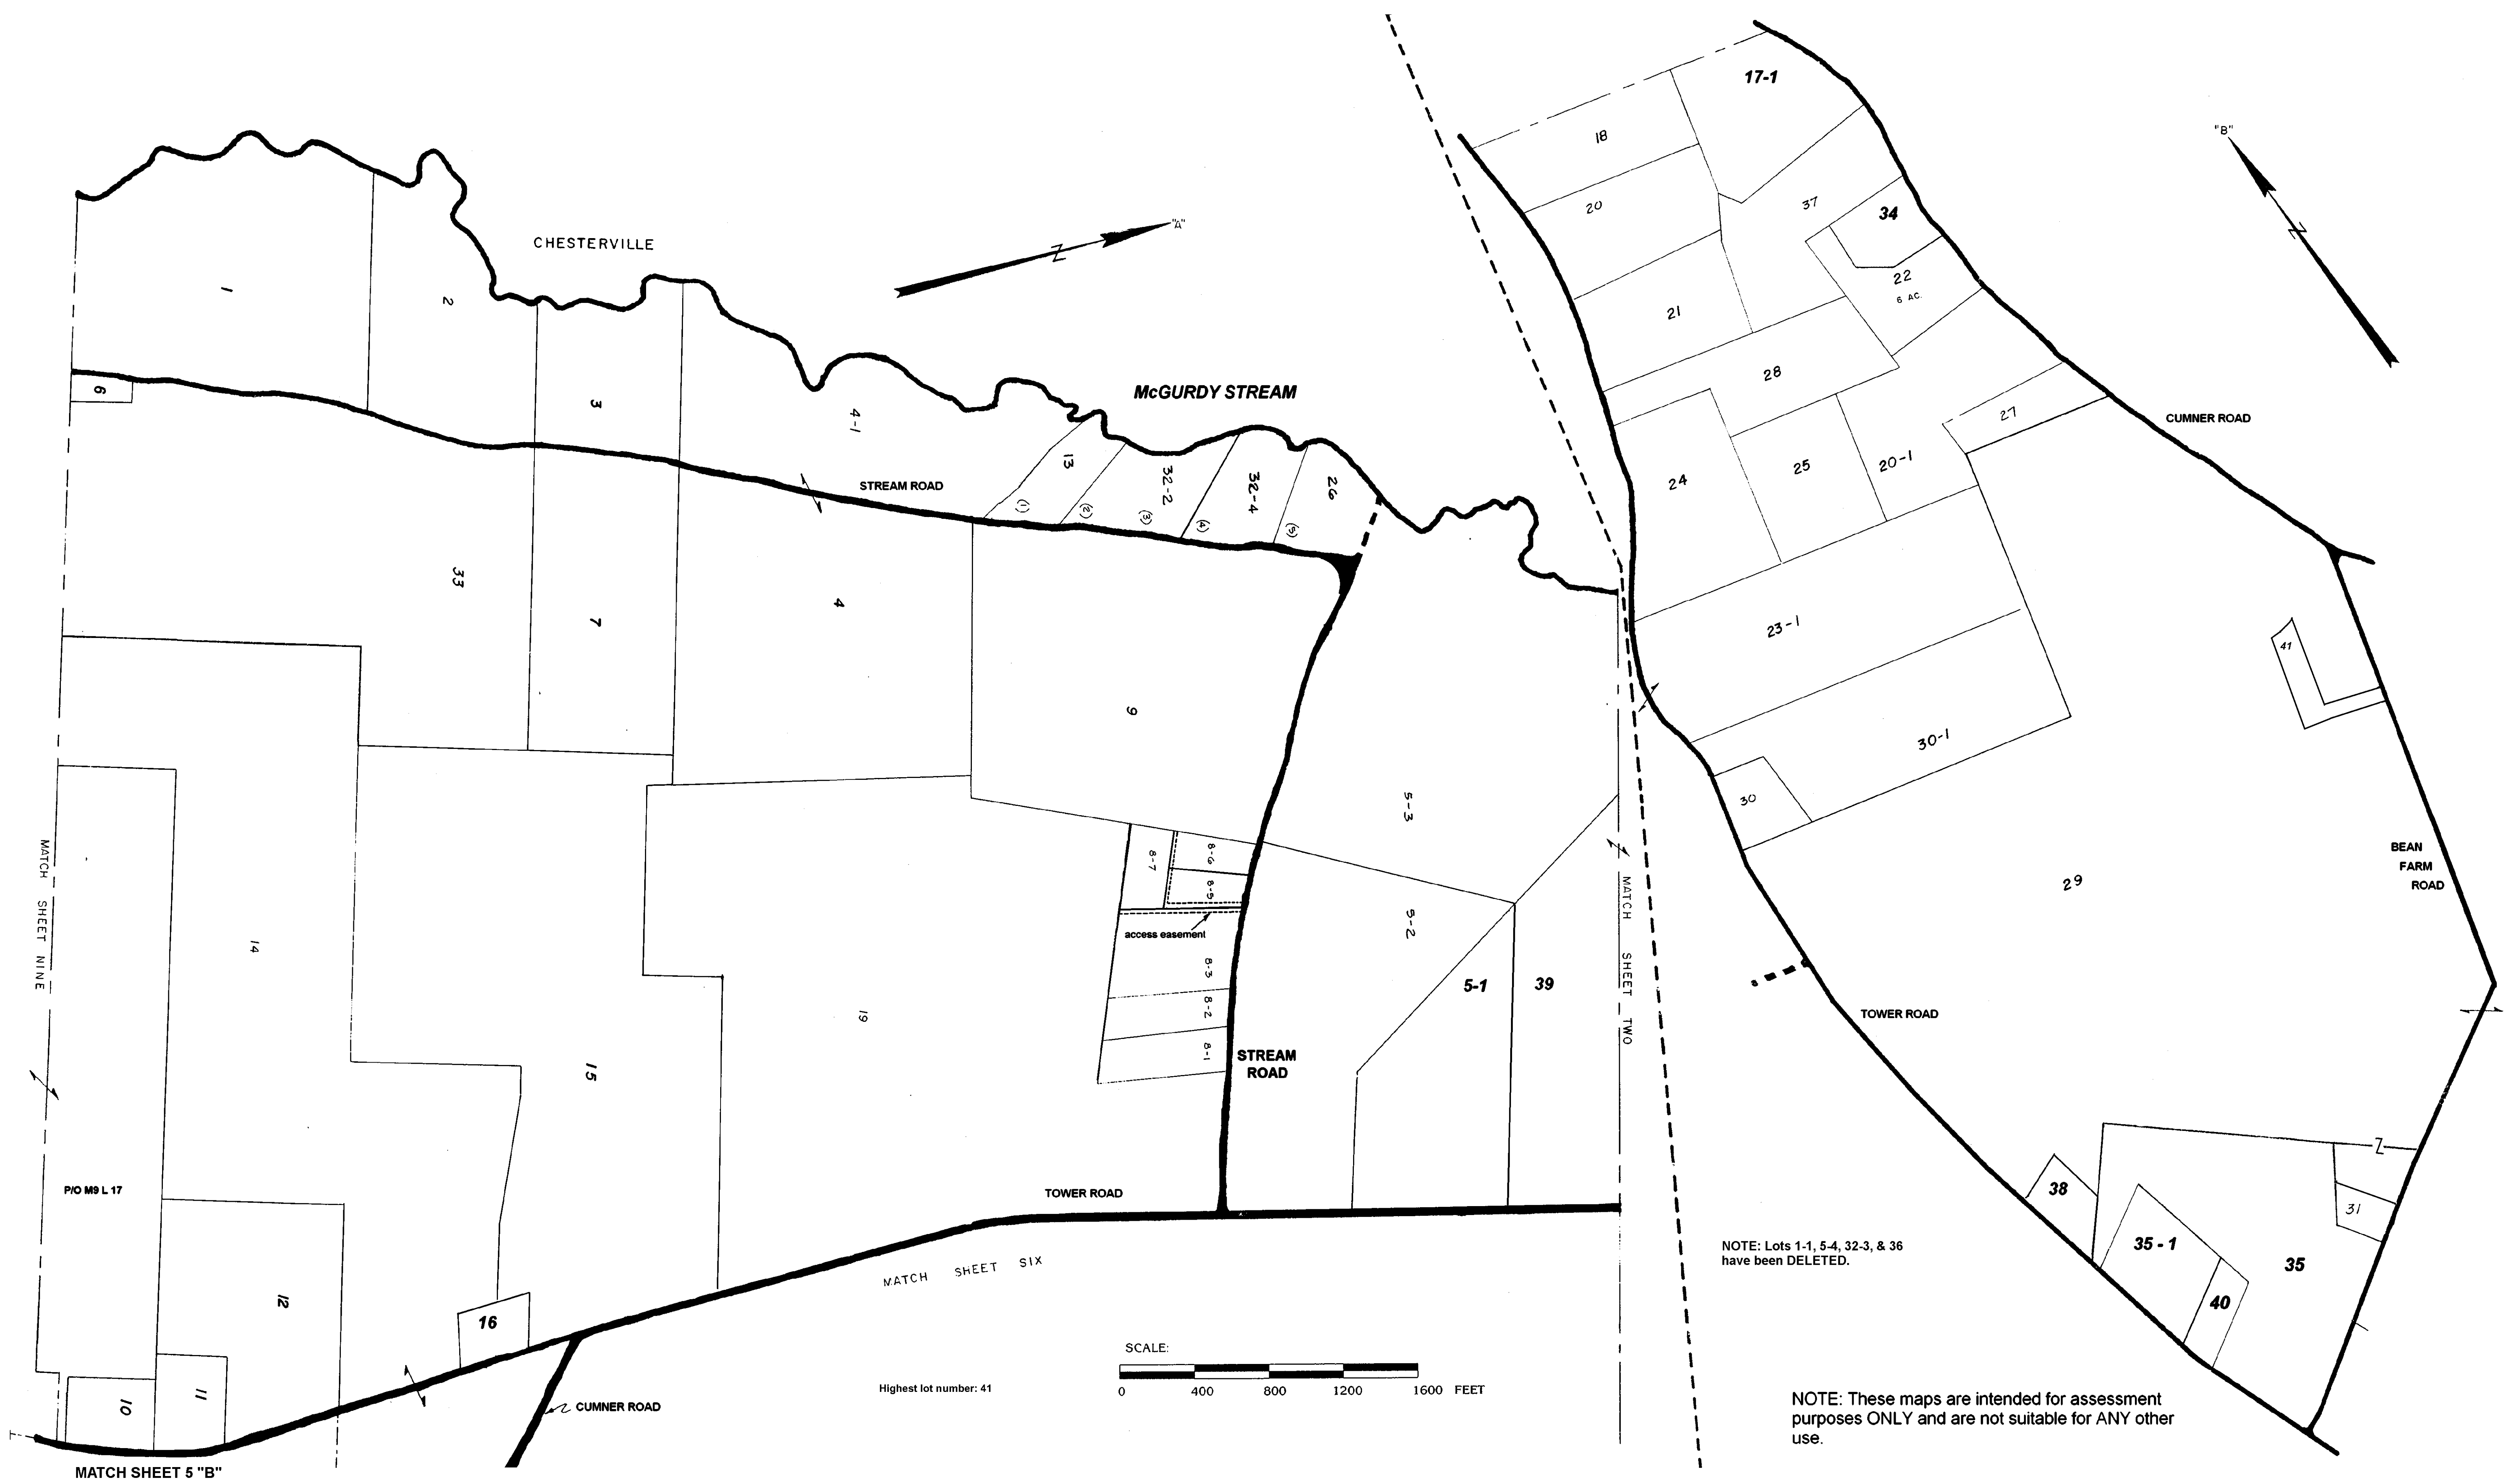 17-1
18
"B"
Z
20
37
34
CHESTERVILLE
"A"
Z
22
6 AC.
1
2
21
McGURDY STREAM
28
6
3
4-1
27
CUMNER ROAD
13
32-2
32-4
26
24
25
20-1
STREAM ROAD
(1)
(2)
(3)
(4)
(5)
33
7
4
23-1
41
9
30-1
30
5-3
MATCH SHEET NINE
8-7
8-6
8-5
BEAN
FARM
ROAD
29
MATCH SHEET TWO
access easement
5-2
14
8-3
5-1
39
8-2
TOWER ROAD
19
8-1
STREAM
ROAD
15
Z
P/O M9 L 17
TOWER ROAD
38
31
35-1
35
NOTE: Lots 1-1, 5-4, 32-3, & 36
have been DELETED.
MATCH SHEET SIX
12
40
16
SCALE:
0 400 800 1200 1600 FEET
Highest lot number: 41
10
11
CUMNER ROAD
NOTE: These maps are intended for assessment
purposes ONLY and are not suitable for ANY other
use.
MATCH SHEET 5 "B"